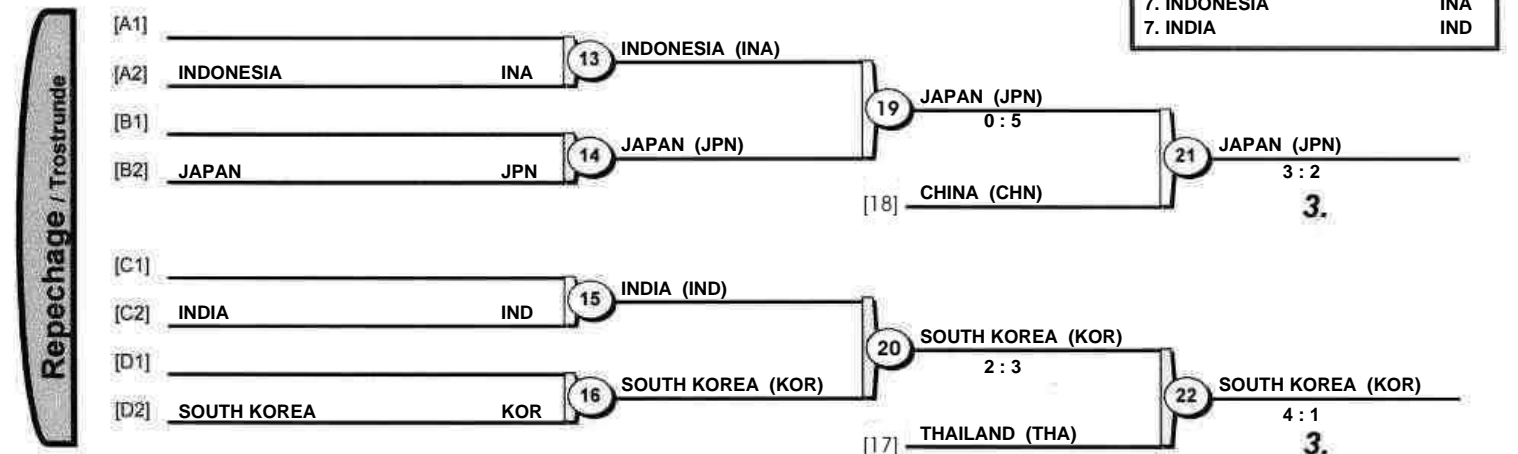 7. INDONESIA INA
7. INDIA IND
Repechage / Trostrunde
[A1]
[A2] INDONESIA INA
13 INDONESIA (INA)
[B1]
[B2] JAPAN JPN
14 JAPAN (JPN)
19 JAPAN (JPN)
0 : 5
[18] CHINA (CHN)
21 JAPAN (JPN)
3 : 2
3.
[C1]
[C2] INDIA IND
15 INDIA (IND)
[D1]
[D2] SOUTH KOREA KOR
16 SOUTH KOREA (KOR)
20 SOUTH KOREA (KOR)
2 : 3
[17] THAILAND (THA)
22 SOUTH KOREA (KOR)
4 : 1
3.